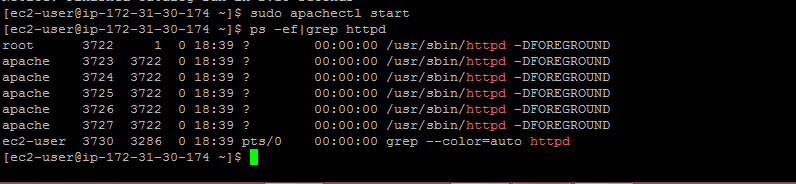 [ec2-user@ip-172-31-30-174 ~]$ sudo apachectl start
[ec2-user@ip-172-31-30-174 ~]$ ps -ef|grep httpd
root      3722     1  0 18:39 ?        00:00:00 /usr/sbin/httpd -DFOREGROUND
apache    3723  3722  0 18:39 ?        00:00:00 /usr/sbin/httpd -DFOREGROUND
apache    3724  3722  0 18:39 ?        00:00:00 /usr/sbin/httpd -DFOREGROUND
apache    3725  3722  0 18:39 ?        00:00:00 /usr/sbin/httpd -DFOREGROUND
apache    3726  3722  0 18:39 ?        00:00:00 /usr/sbin/httpd -DFOREGROUND
apache    3727  3722  0 18:39 ?        00:00:00 /usr/sbin/httpd -DFOREGROUND
ec2-user  3730  3286  0 18:39 pts/0    00:00:00 grep --color=auto httpd
[ec2-user@ip-172-31-30-174 ~]$